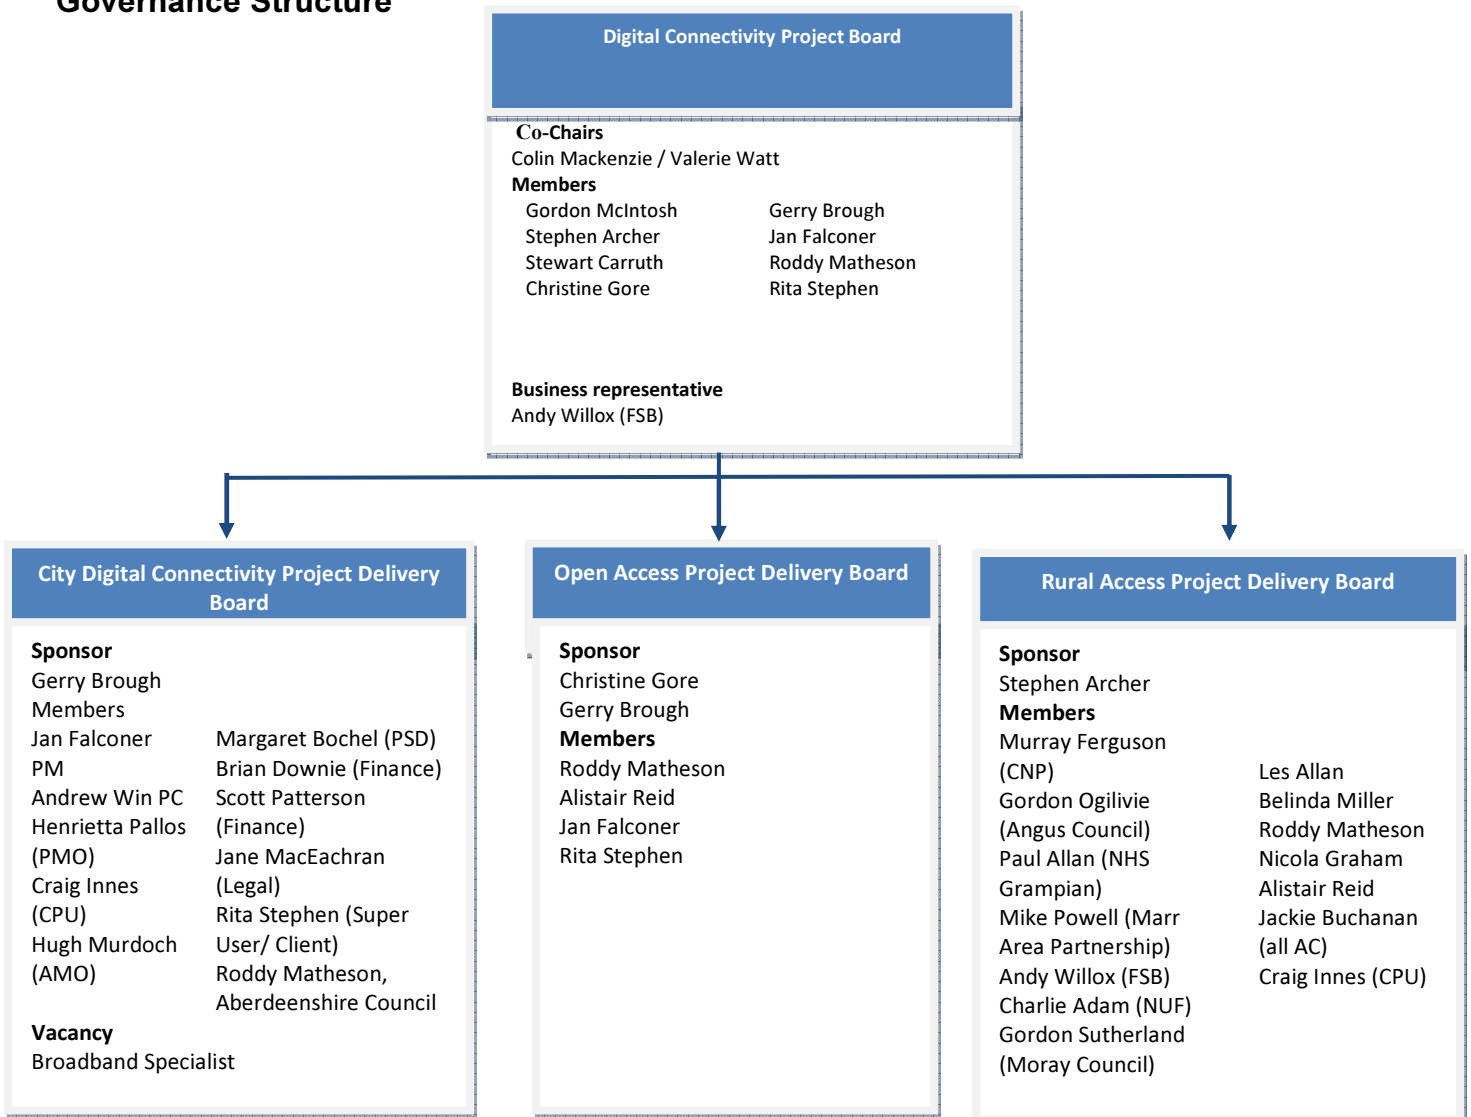 Governance Structure
Digital Connectivity Project Board
Co-Chairs
Colin Mackenzie / Valerie Watt
Members
Gordon McIntosh
Stephen Archer
Stewart Carruth
Christine Gore
Gerry Brough
Jan Falconer
Roddy Matheson
Rita Stephen
Business representative
Andy Willox (FSB)
City Digital Connectivity Project Delivery
Board
Sponsor
Gerry Brough
Members
Jan Falconer
PM
Andrew Win PC
Henrietta Pallos
(PMO)
Craig Innes
(CPU)
Hugh Murdoch
(AMO)
Margaret Bochel (PSD)
Brian Downie (Finance)
Scott Patterson
(Finance)
Jane MacEachran
(Legal)
Rita Stephen (Super
User/ Client)
Roddy Matheson,
Aberdeenshire Council
Vacancy
Broadband Specialist
Open Access Project Delivery Board
Sponsor
Christine Gore
Gerry Brough
Members
Roddy Matheson
Alistair Reid
Jan Falconer
Rita Stephen
Rural Access Project Delivery Board
Sponsor
Stephen Archer
Members
Murray Ferguson
(CNP)
Gordon Ogilivie
(Angus Council)
Paul Allan (NHS
Grampian)
Mike Powell (Marr
Area Partnership)
Andy Willox (FSB)
Charlie Adam (NUF)
Gordon Sutherland
(Moray Council)
Les Allan
Belinda Miller
Roddy Matheson
Nicola Graham
Alistair Reid
Jackie Buchanan
(all AC)
Craig Innes (CPU)